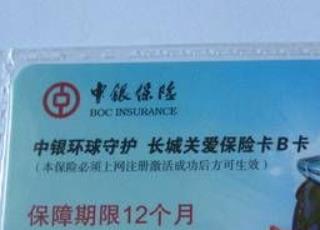 中银保险
BOC INSURANCE
中银环球守护 长城关爱保险卡B卡
（本保险必须上网注册激活成功后方可生效）
保障期限12个月